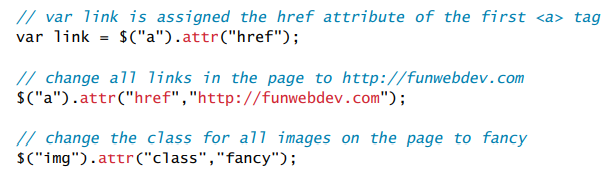 // var link is assigned the href attribute of the first <a> tag
var link = $("a").attr("href");
// change all links in the page to http://funwebdev.com
$("a").attr("href","http://funwebdev.com");
// change the class for all images on the page to fancy
$("img").attr("class","fancy");